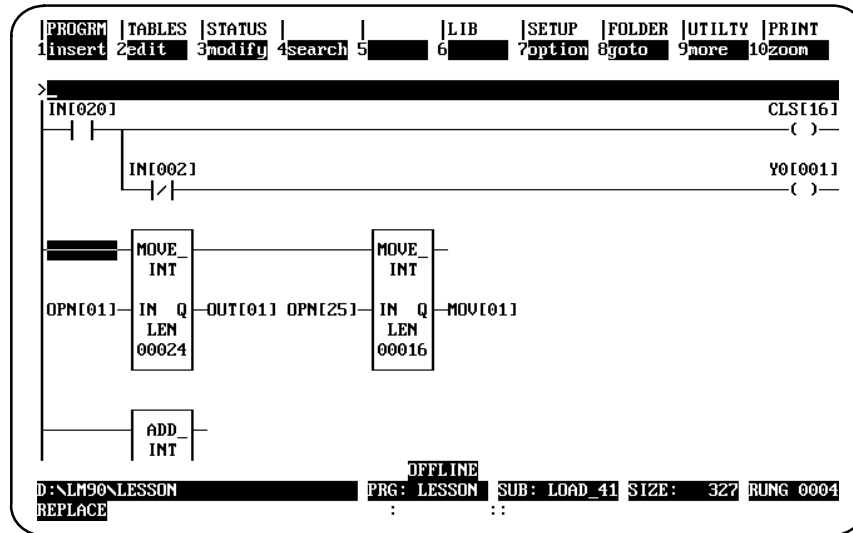 |PROGRM |TABLES |STATUS | | |LIB |SETUP |FOLDER |UTILTY |PRINT
1insert 2edit 3modify 4search 5 6 7option 8goto 9more 10zoom
>_
IN[020] CLS[16]
IN[002] Y0[001]
MOVE_ MOVE_
INT INT
OPN[01] IN Q OUT[01] OPN[25] IN Q MOV[01]
LEN LEN
00024 00016
ADD_
INT
OFFLINE
D:\LM90\LESSON PRG: LESSON SUB: LOAD_41 SIZE: 327 RUNG 0004
REPLACE : ::